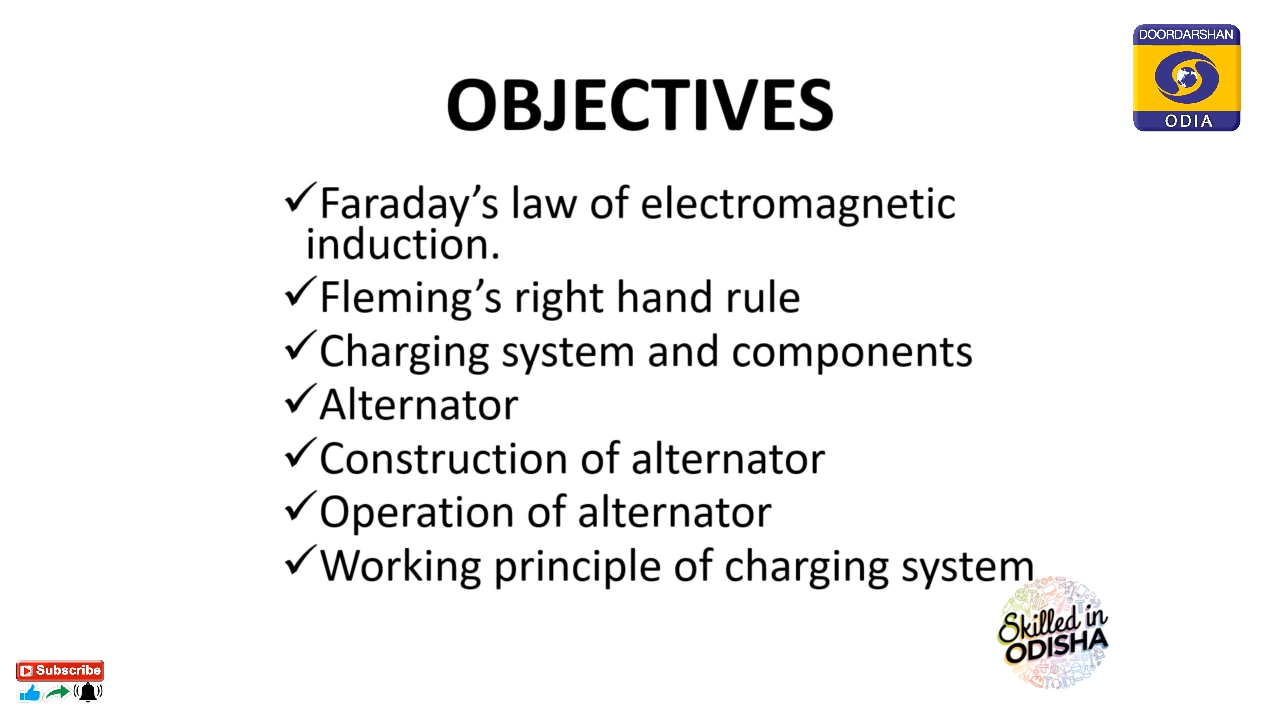 DOORDARSHAN
ODIA
OBJECTIVES
✓Faraday’s law of electromagnetic
induction.
✓Fleming’s right hand rule
✓Charging system and components
✓Alternator
✓Construction of alternator
✓Operation of alternator
✓Working principle of charging system
Skilled in
ODISHA
Subscribe